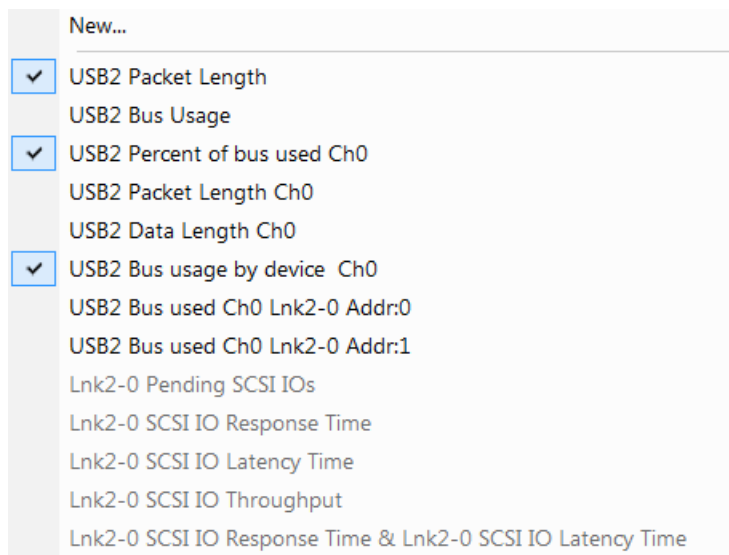 New...
USB2 Packet Length
USB2 Bus Usage
USB2 Percent of bus used Ch0
USB2 Packet Length Ch0
USB2 Data Length Ch0
USB2 Bus usage by device  Ch0
USB2 Bus used Ch0 Lnk2-0 Addr:0
USB2 Bus used Ch0 Lnk2-0 Addr:1
Lnk2-0 Pending SCSI IOs
Lnk2-0 SCSI IO Response Time
Lnk2-0 SCSI IO Latency Time
Lnk2-0 SCSI IO Throughput
Lnk2-0 SCSI IO Response Time & Lnk2-0 SCSI IO Latency Time